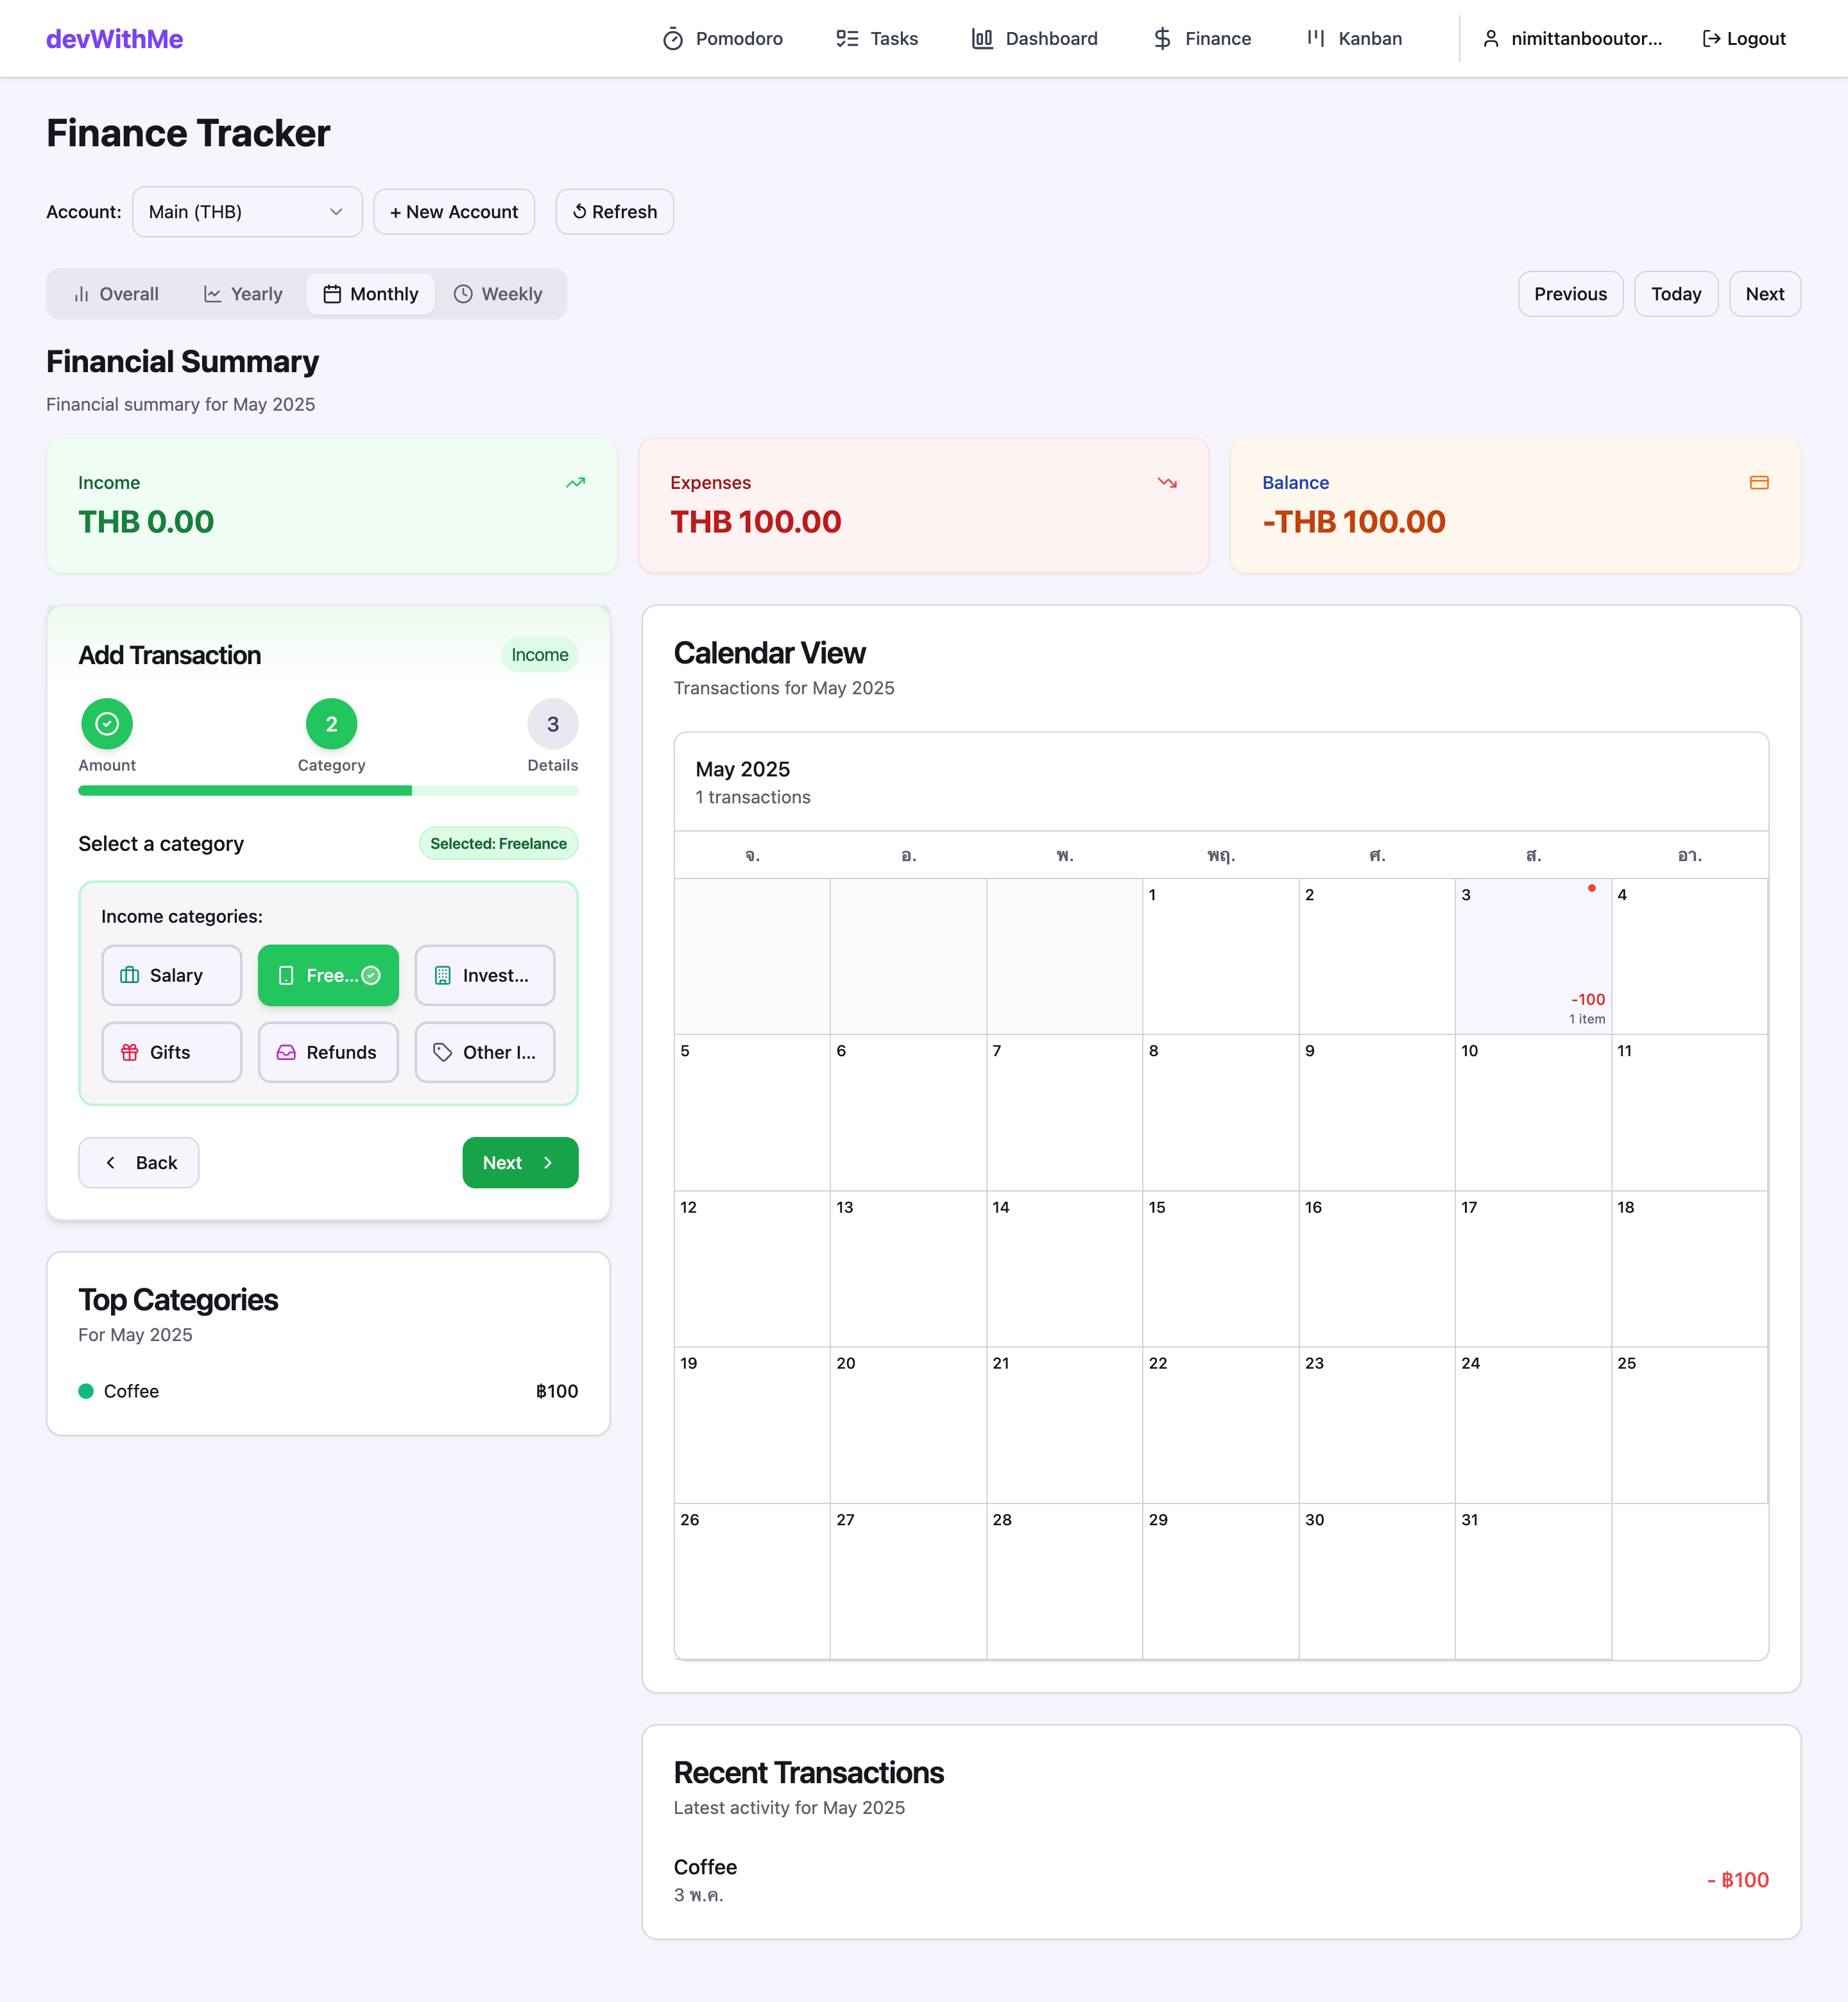 devWithMe
Pomodoro
Tasks
Dashboard
Finance
Kanban
nimittanbooutor...
Logout
Finance Tracker
Account:
Main (THB)
+ New Account
Refresh
Overall
Yearly
Monthly
Weekly
Previous
Today
Next
Financial Summary
Financial summary for May 2025
Income
THB 0.00
Expenses
THB 100.00
Balance
-THB 100.00
Add Transaction
Income
2
3
Amount
Category
Details
Select a category
Selected: Freelance
Income categories:
Salary
Free...
Invest...
Gifts
Refunds
Other I...
Back
Next
Top Categories
For May 2025
Coffee
฿100
Calendar View
Transactions for May 2025
May 2025
1 transactions
จ. อ. พ. พฤ. ศ. ส. อา.
1 2 3 4
-100
1 item
5 6 7 8 9 10 11
12 13 14 15 16 17 18
19 20 21 22 23 24 25
26 27 28 29 30 31
Recent Transactions
Latest activity for May 2025
Coffee
3 พ.ค.
- ฿100